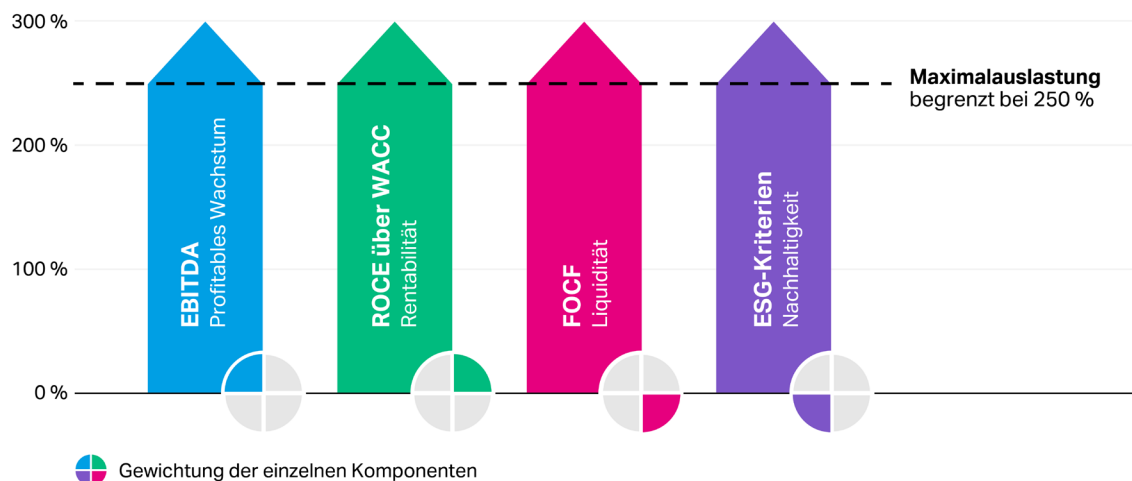 300 %
Maximalauslastung
begrenzt bei 250 %
200 %
100 %
0 %
EBITDA
Profitables Wachstum
ROCE über WACC
Rentabilität
FOCF
Liquidität
ESG-Kriterien
Nachhaltigkeit
Gewichtung der einzelnen Komponenten